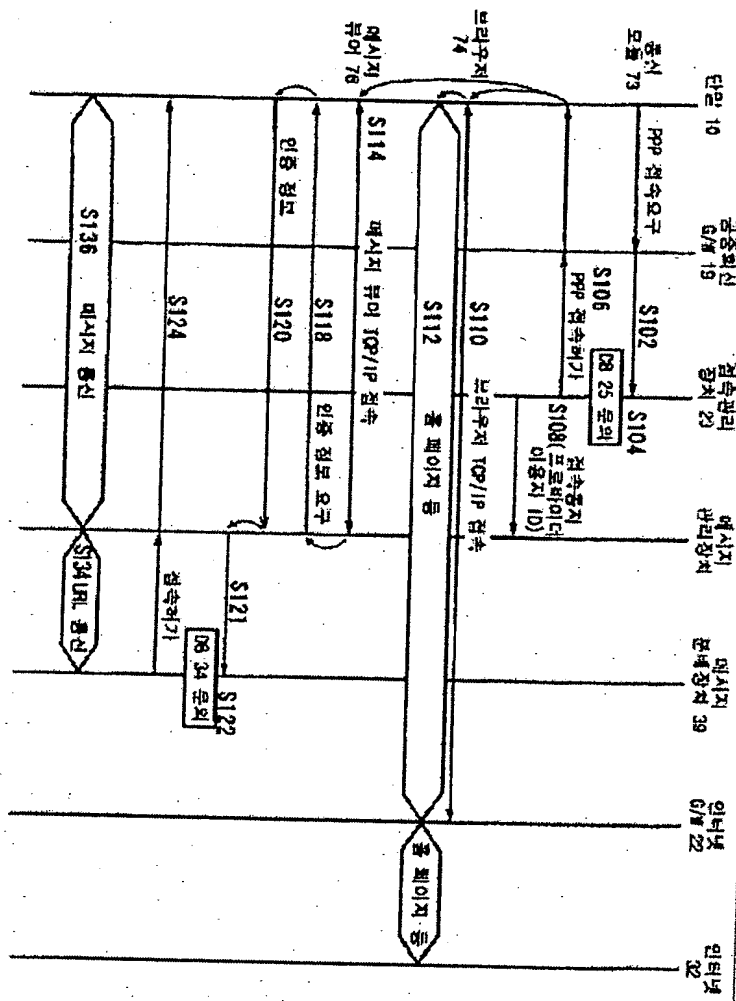 단말 10
공중회선
G/W 19
접속관리
장치 23
메시지
관리장치
메시지
분배장치 39
인터넷
G/W 22
인터넷
32
통신
모듈 73
PPP 접속요구
S102
S104
DB 25 문의
S106
PPP 접속허가
S108(프로바이더
이용자 ID)
접속통지
브라우저
74
S110
브라우저 TCP/IP 접속
S112
홈 페이지 등
홈 페이지 등
메시지
뷰어 78
S114
메시지 뷰어 TCP/IP 접속
S118
인증 정보 요구
인증 정보
S120
S121
S122
DB 34 문의
접속허가
S124
S134URL 통신
S136
메시지 통신